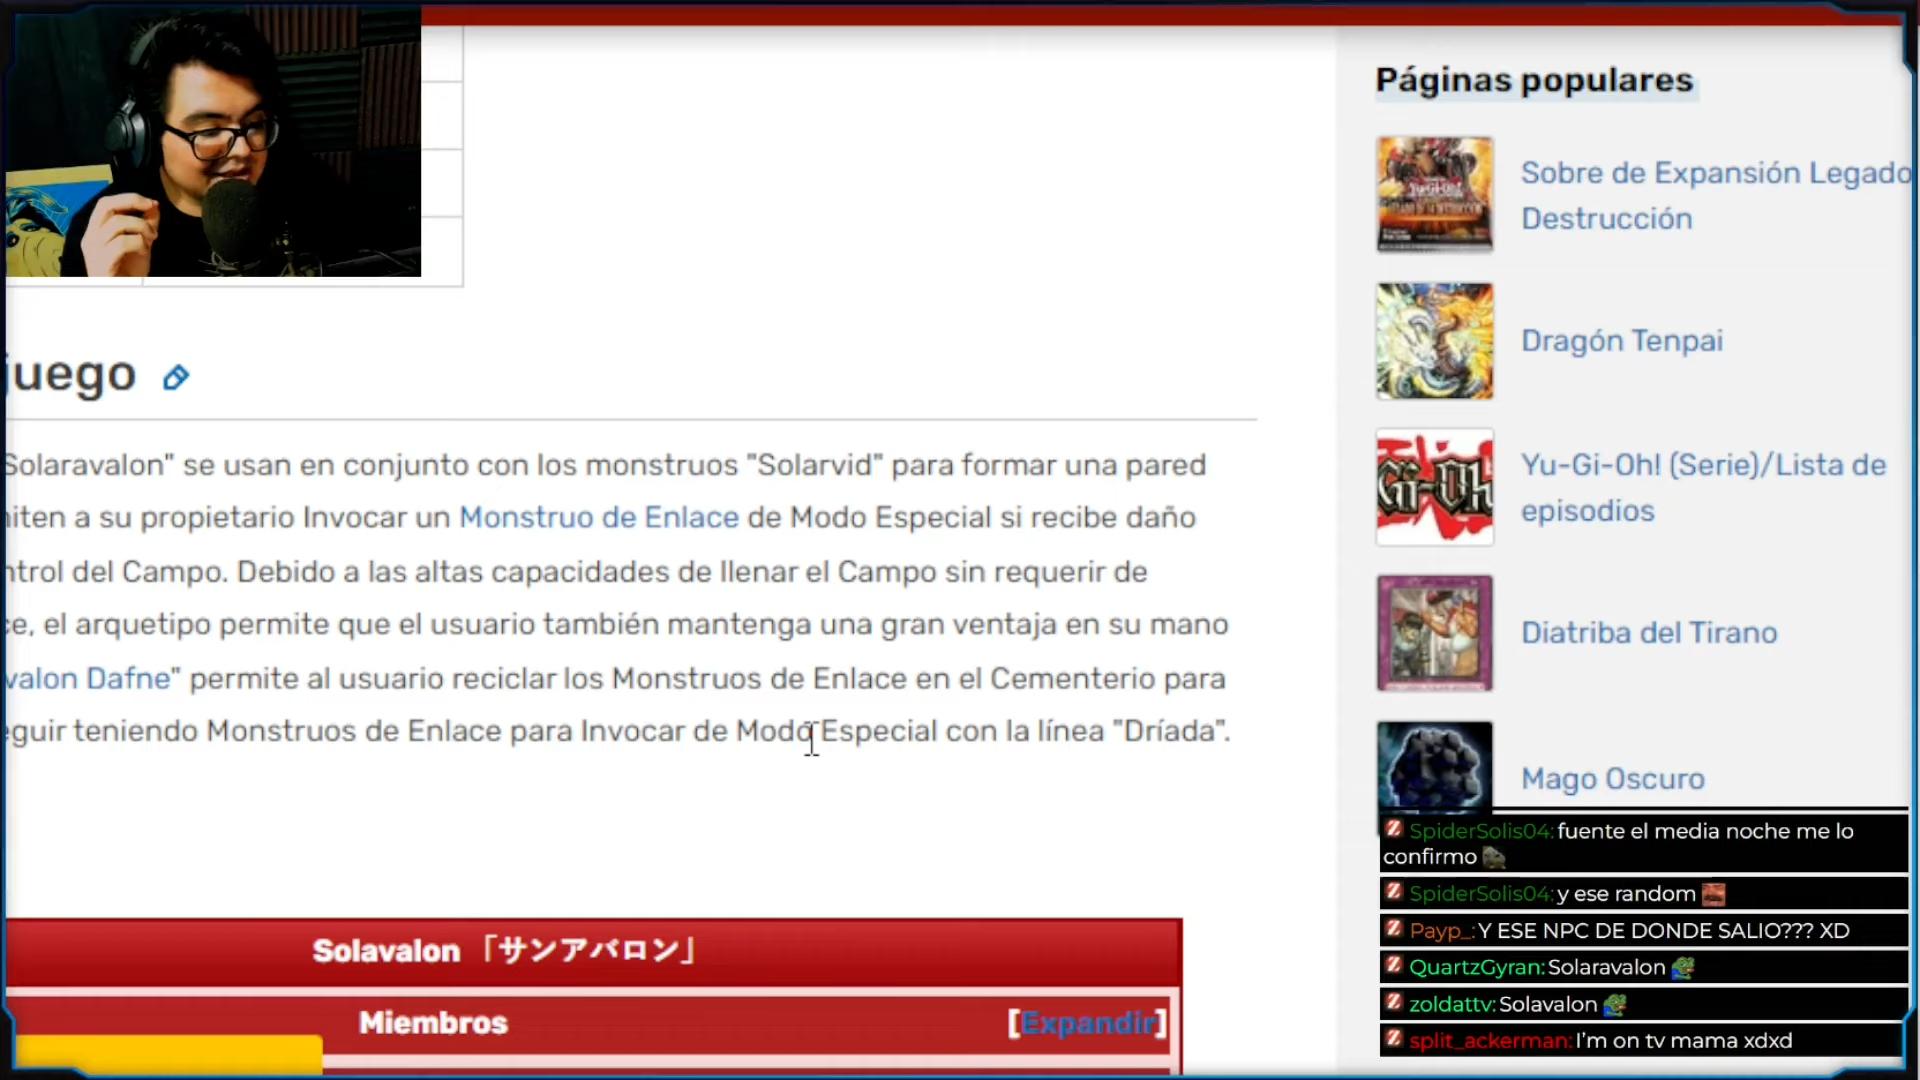 juego
Solaravalon" se usan en conjunto con los monstruos "Solarvid" para formar una pared
miten a su propietario Invocar un Monstruo de Enlace de Modo Especial si recibe daño
ntrol del Campo. Debido a las altas capacidades de llenar el Campo sin requerir de
ce, el arquetipo permite que el usuario también mantenga una gran ventaja en su mano
valon Dafne" permite al usuario reciclar los Monstruos de Enlace en el Cementerio para
eguir teniendo Monstruos de Enlace para Invocar de Modo Especial con la línea "Dríada".
Solavalon 「サンアバロン」
Miembros
[Expandir]
Páginas populares
Sobre de Expansión Legado
Destrucción
Dragón Tenpai
Gi-Oh
Yu-Gi-Oh! (Serie)/Lista de
episodios
Diatriba del Tirano
Mago Oscuro
SpiderSolis04: fuente el media noche me lo
confirmo
SpiderSolis04: y ese random
Payp_: Y ESE NPC DE DONDE SALIO??? XD
QuartzGyran: Solaravalon
zoldattv: Solavalon
split_ackerman: I'm on tv mama xdxd